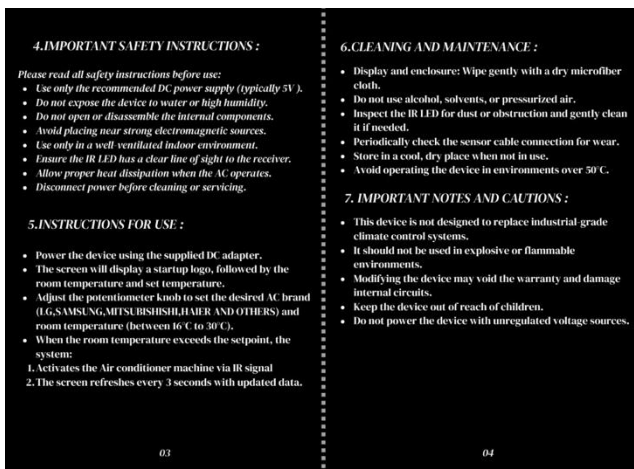 4.IMPORTANT SAFETY INSTRUCTIONS :
Please read all safety instructions before use:
• Use only the recommended DC power supply (typically 5V ).
• Do not expose the device to water or high humidity.
• Do not open or disassemble the internal components.
• Avoid placing near strong electromagnetic sources.
• Use only in a well-ventilated indoor environment.
• Ensure the IR LED has a clear line of sight to the receiver.
• Allow proper heat dissipation when the AC operates.
• Disconnect power before cleaning or servicing.
5.INSTRUCTIONS FOR USE :
• Power the device using the supplied DC adapter.
• The screen will display a startup logo, followed by the
room temperature and set temperature.
• Adjust the potentiometer knob to set the desired AC brand
(LG,SAMSUNG,MITSUBISHISHI,HAIER AND OTHERS) and
room temperature (between 16°C to 30°C).
• When the room temperature exceeds the setpoint, the
system:
1. Activates the Air conditioner machine via IR signal
2. The screen refreshes every 3 seconds with updated data.
03
6.CLEANING AND MAINTENANCE :
• Display and enclosure: Wipe gently with a dry microfiber
cloth.
• Do not use alcohol, solvents, or pressurized air.
• Inspect the IR LED for dust or obstruction and gently clean
it if needed.
• Periodically check the sensor cable connection for wear.
• Store in a cool, dry place when not in use.
• Avoid operating the device in environments over 50°C.
7. IMPORTANT NOTES AND CAUTIONS :
• This device is not designed to replace industrial-grade
climate control systems.
• It should not be used in explosive or flammable
environments.
• Modifying the device may void the warranty and damage
internal circuits.
• Keep the device out of reach of children.
• Do not power the device with unregulated voltage sources.
04